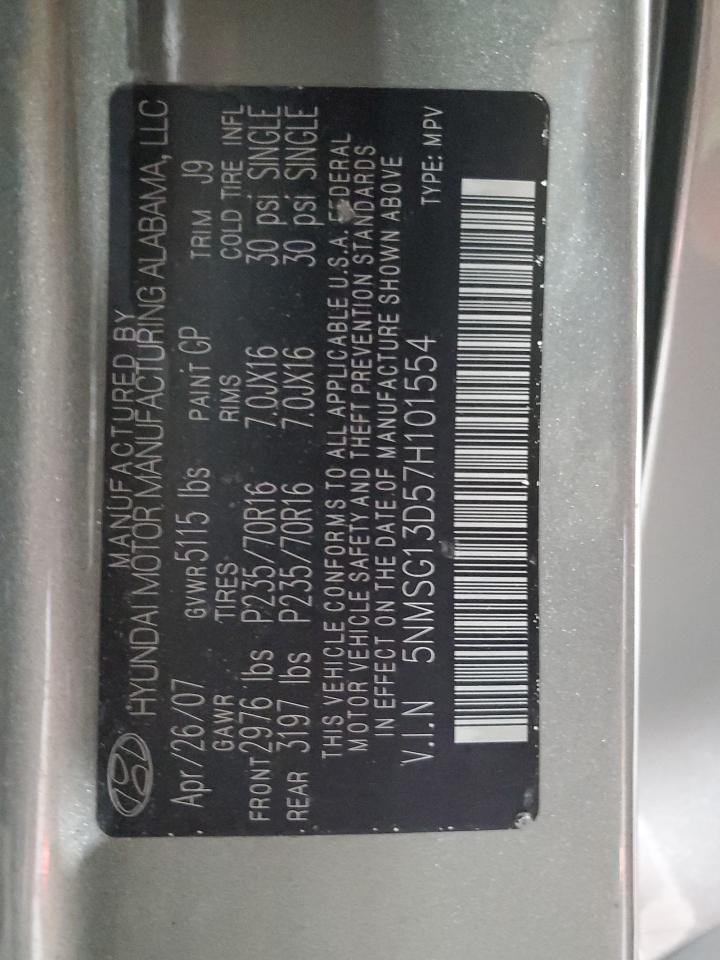 MANUFACTURED BY
HYUNDAI MOTOR MANUFACTURING ALABAMA, LLC
Apr/26/07 GVWR 5115 lbs PAINT GP TRIM J9
GAWR TIRES RIMS COLD TIRE INFL
FRONT 2976 lbs P235/70R16 7.0JX16 30 psi SINGLE
REAR 3197 lbs P235/70R16 7.0JX16 30 psi SINGLE
THIS VEHICLE CONFORMS TO ALL APPLICABLE U.S.A. FEDERAL
MOTOR VEHICLE SAFETY AND THEFT PREVENTION STANDARDS
IN EFFECT ON THE DATE OF MANUFACTURE SHOWN ABOVE
V.I.N 5NMSG13D57H101554 TYPE: MPV